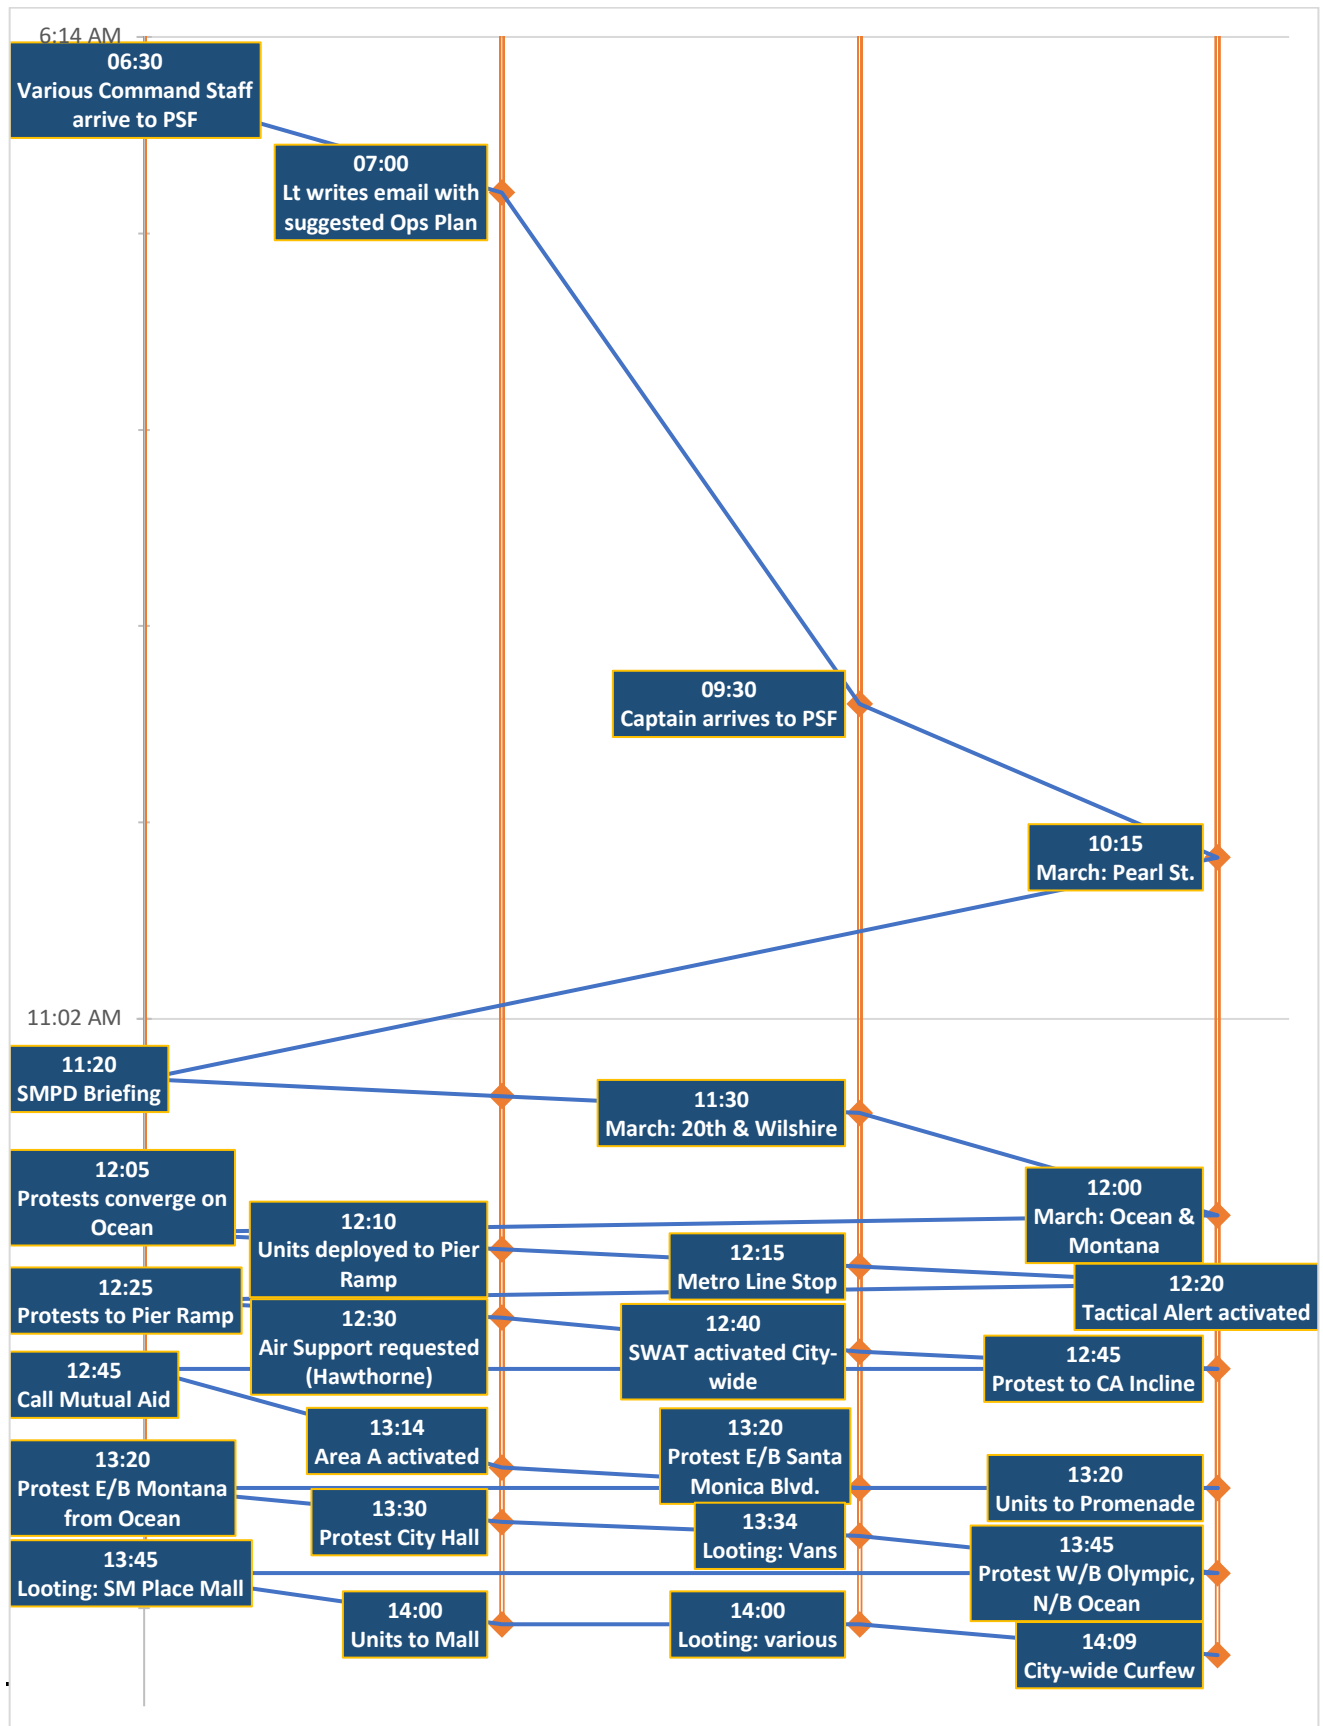 6:14 AM
06:30
Various Command Staff
arrive to PSF
07:00
Lt writes email with
suggested Ops Plan
09:30
Captain arrives to PSF
10:15
March: Pearl St.
11:02 AM
11:20
SMPD Briefing
11:30
March: 20th & Wilshire
12:00
March: Ocean &
Montana
12:05
Protests converge on
Ocean
12:10
Units deployed to Pier
Ramp
12:15
Metro Line Stop
12:20
Tactical Alert activated
12:25
Protests to Pier Ramp
12:30
Air Support requested
(Hawthorne)
12:40
SWAT activated City-
wide
12:45
Protest to CA Incline
12:45
Call Mutual Aid
13:14
Area A activated
13:20
Protest E/B Santa
Monica Blvd.
13:20
Units to Promenade
13:20
Protest E/B Montana
from Ocean
13:30
Protest City Hall
13:34
Looting: Vans
13:45
Protest W/B Olympic,
N/B Ocean
13:45
Looting: SM Place Mall
14:00
Units to Mall
14:00
Looting: various
14:09
City-wide Curfew